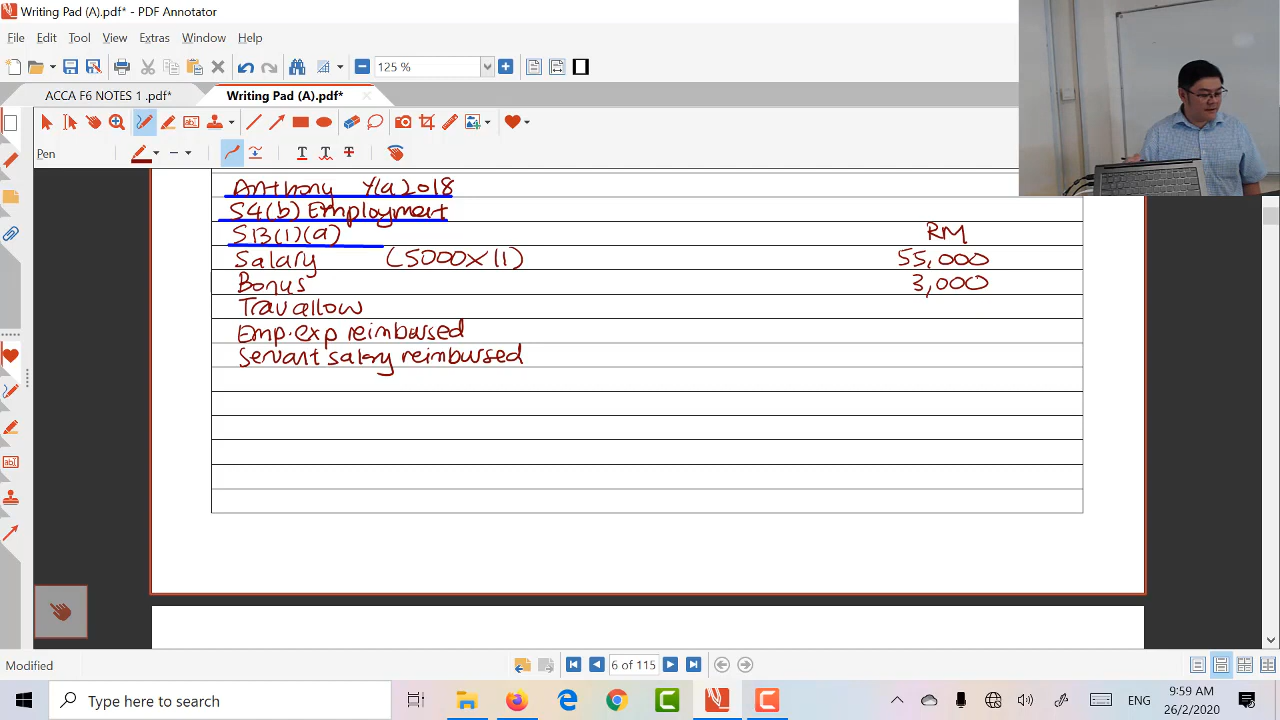 Writing Pad (A).pdf* - PDF Annotator
File Edit Tool View Extras Window Help
125 %
ACCA F6 NOTES 1 .pdf* Writing Pad (A).pdf*
Pen
Anthony Y/a 2018
S4(b) Employment
S13(1)(a) RM
Salary (5000×11) 55,000
Bonus 3,000
Trav allow
Emp. exp reimbursed
Servant salary reimbursed
Modified 6 of 115
Type here to search
ENG
9:59 AM
26/2/2020